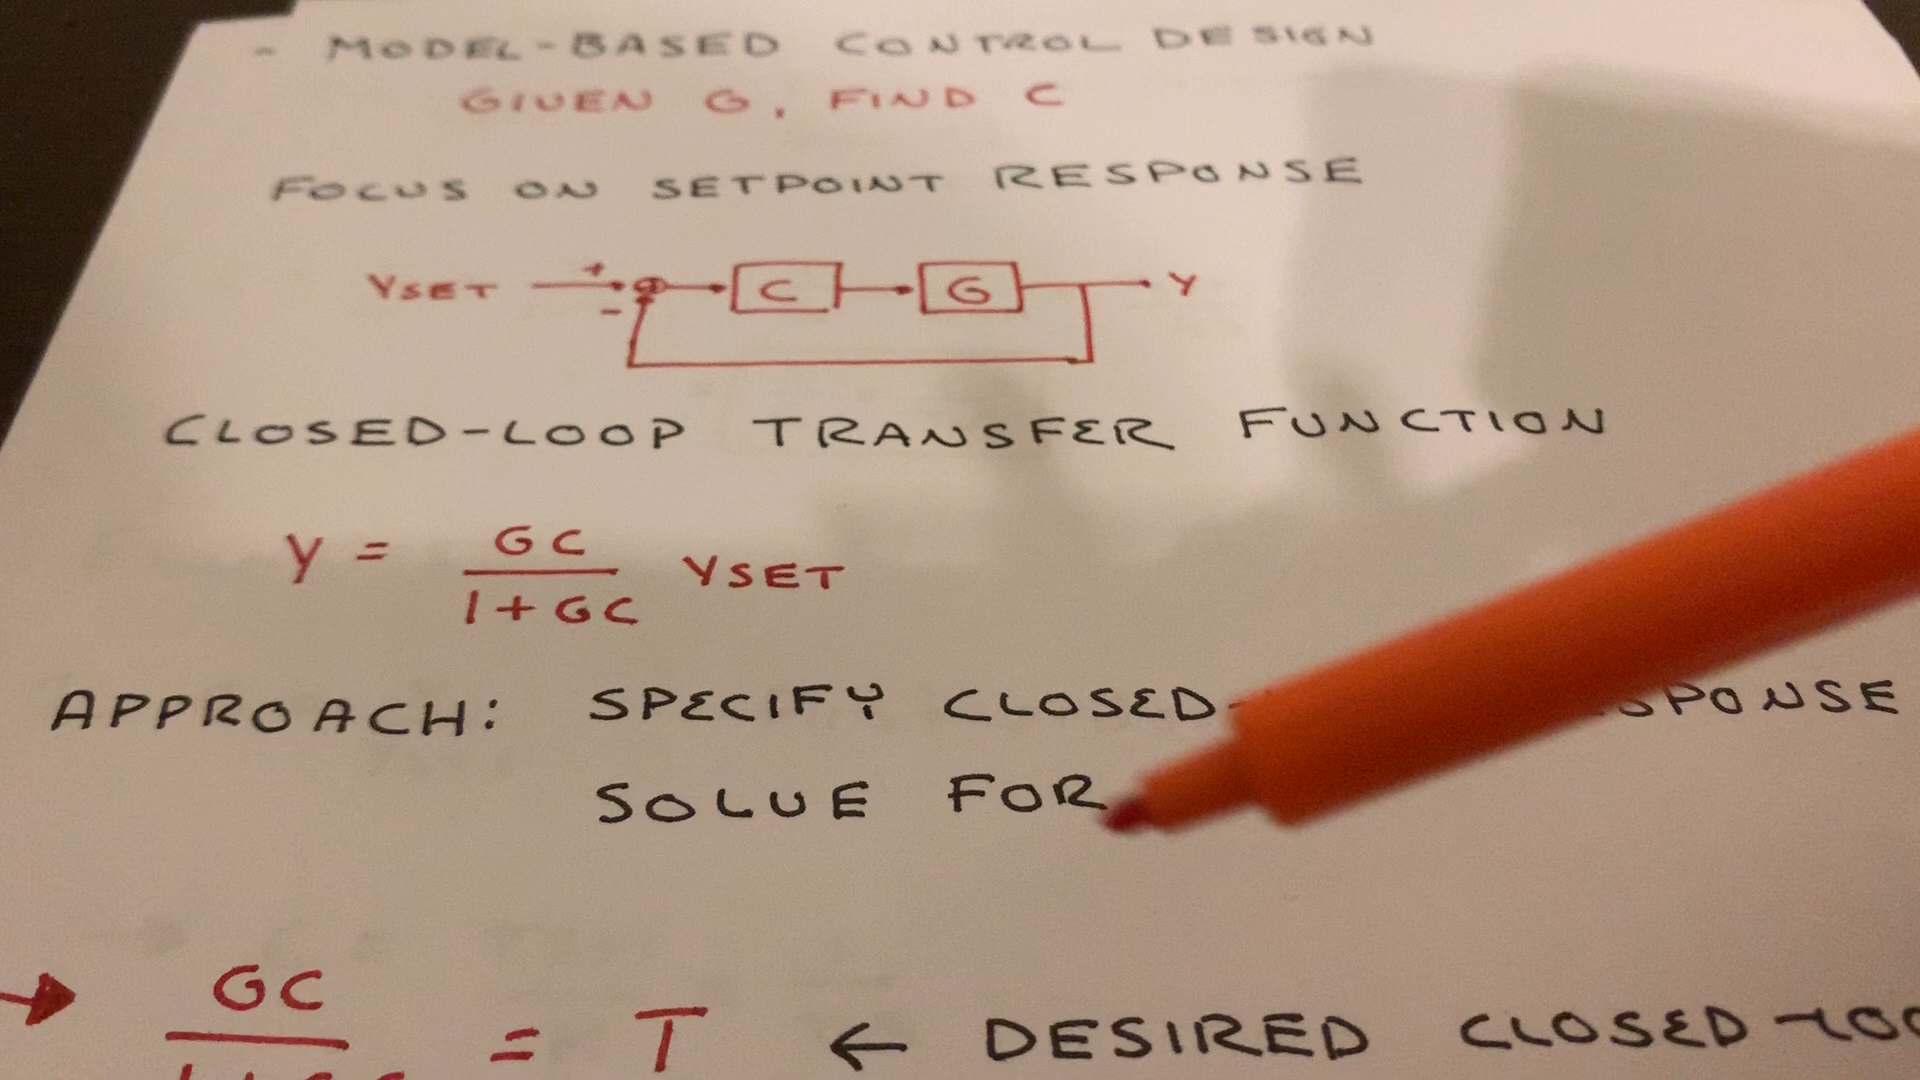 - MODEL-BASED CONTROL DESIGN
GIVEN G, FIND C
FOCUS ON SETPOINT RESPONSE
YSET + - C G Y
CLOSED-LOOP TRANSFER FUNCTION
Y = GC / 1+GC YSET
APPROACH: SPECIFY CLOSED-
SOLVE FOR
→ GC
= T ← DESIRED CLOSED-LOO